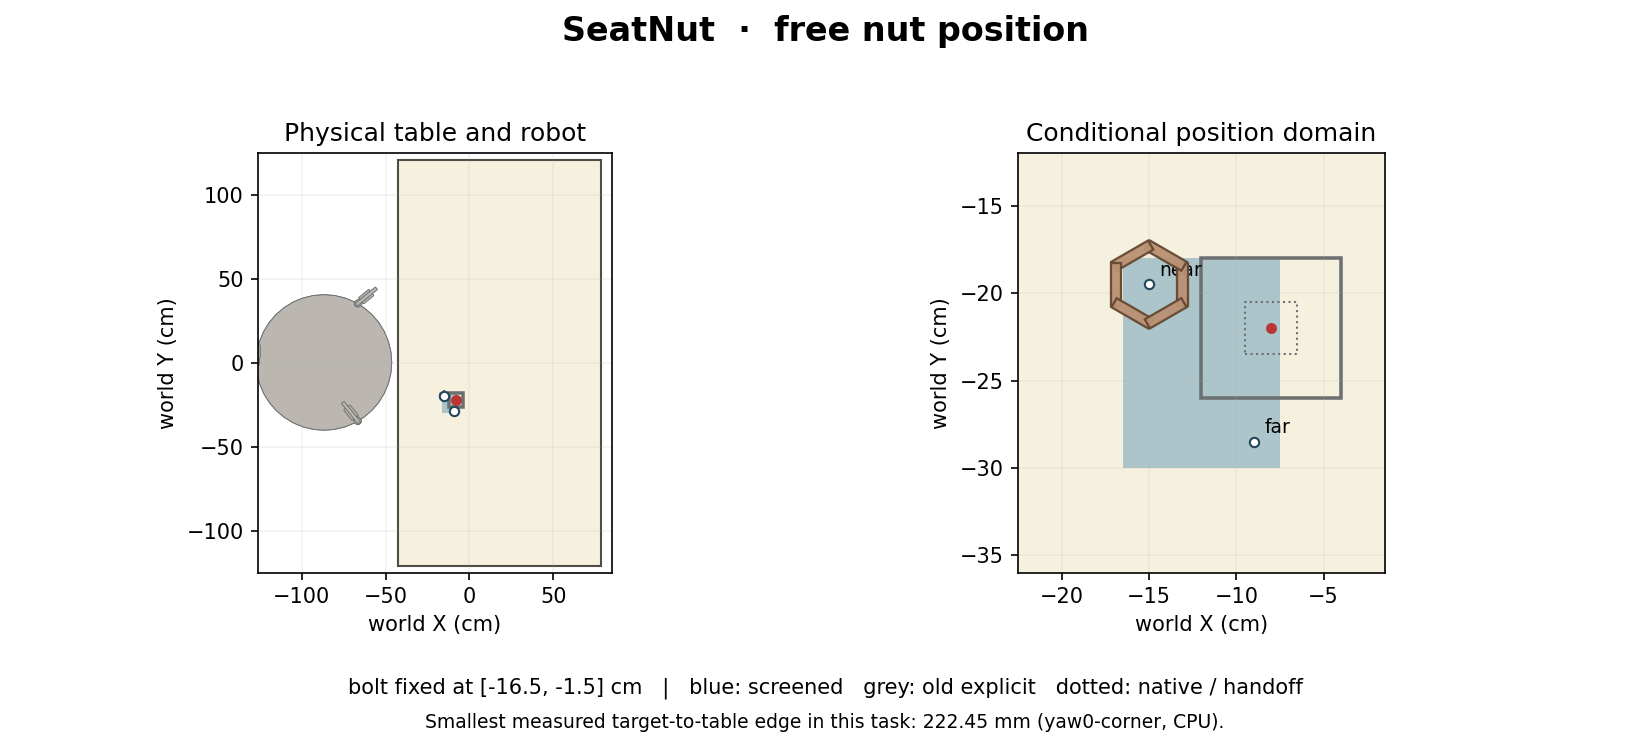 SeatNut · free nut position
Physical table and robot
Conditional position domain
world Y (cm)
100
50
0
−50
−100
−100 −50 0 50
world X (cm)
world Y (cm)
−15
−20
−25
−30
−35
near
far
−20 −15 −10 −5
world X (cm)
bolt fixed at [-16.5, -1.5] cm | blue: screened grey: old explicit dotted: native / handoff
Smallest measured target-to-table edge in this task: 222.45 mm (yaw0-corner, CPU).